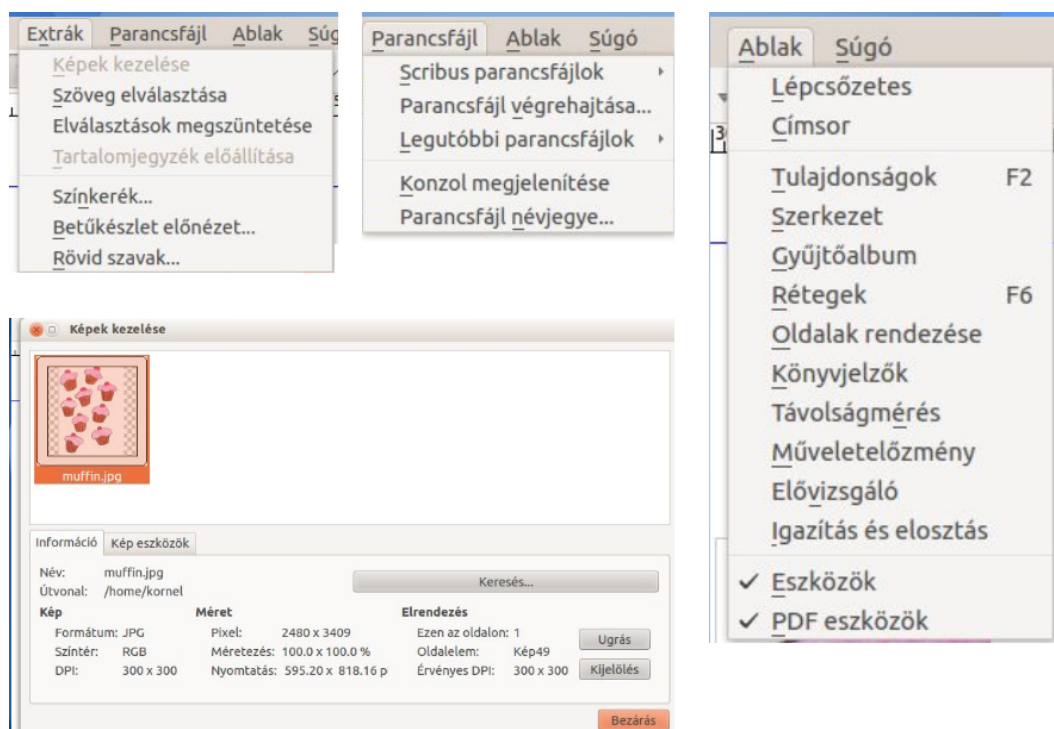 Extrák Parancsfájl Ablak Súg
Képek kezelése
Szöveg elválasztása
Elválasztások megszüntetése
Tartalomjegyzék előállítása
Színkerék...
Betűkészlet előnézet...
Rövid szavak...
Parancsfájl Ablak Súgó
Scribus parancsfájlok
Parancsfájl végrehajtása...
Legutóbbi parancsfájlok
Konzol megjelenítése
Parancsfájl névjegye...
Ablak Súgó
Lépcsőzetes
Címsor
Tulajdonságok F2
Szerkezet
Gyűjtőalbum
Rétegek F6
Oldalak rendezése
Könyvjelzők
Távolságmérés
Műveletelőzmény
Elővizsgáló
Igazítás és elosztás
✓ Eszközök
✓ PDF eszközök
Képek kezelése
muffin.jpg
Információ Kép eszközök
Név: muffin.jpg
Útvonal: /home/kornel
Keresés...
Kép Méret Elrendezés
Formátum: JPG Pixel: 2480 x 3409 Ezen az oldalon: 1 Ugrás
Színtér: RGB Méretezés: 100.0 x 100.0 % Oldalelem: Kép49
DPI: 300 x 300 Nyomtatás: 595.20 x 818.16 p Érvényes DPI: 300 x 300 Kijelölés
Bezárás